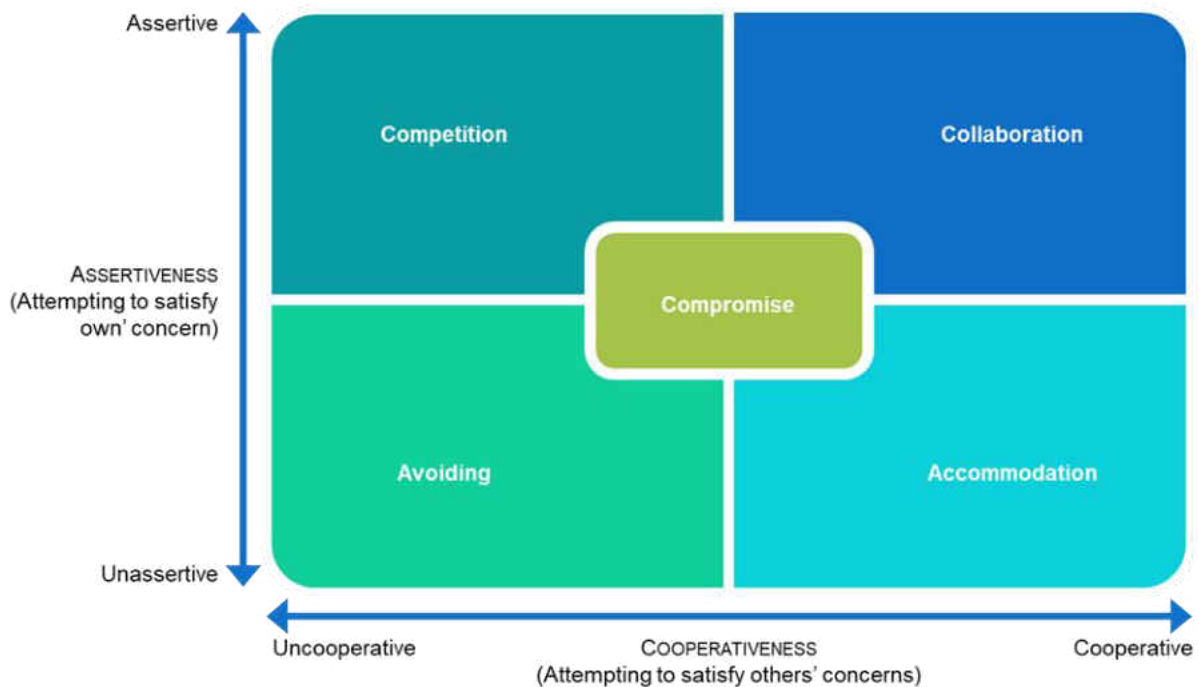 Assertive
Competition
Collaboration
ASSERTIVENESS
(Attempting to satisfy
own’ concern)
Compromise
Avoiding
Accommodation
Unassertive
Uncooperative
COOPERATIVENESS
Cooperative
(Attempting to satisfy others’ concerns)